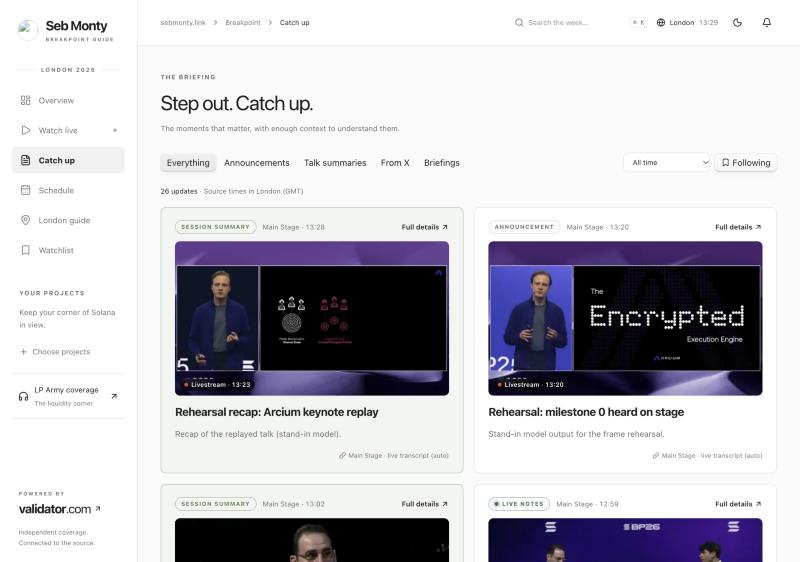 Seb Monty
BREAKPOINT GUIDE
LONDON 2026
Overview
Watch live
Catch up
Schedule
London guide
Watchlist
YOUR PROJECTS
Keep your corner of Solana
in view.
Choose projects
LP Army coverage
The liquidity corner
POWERED BY
validator.com
Independent coverage.
Connected to the source.
sebmonty.link > Breakpoint > Catch up
Search the week...
⌘ K
London 13:29
THE BRIEFING
Step out. Catch up.
The moments that matter, with enough context to understand them.
Everything
Announcements
Talk summaries
From X
Briefings
All time
Following
26 updates · Source times in London (GMT)
SESSION SUMMARY
Main Stage · 13:28
Full details
Livestream · 13:23
Rehearsal recap: Arcium keynote replay
Recap of the replayed talk (stand-in model).
Main Stage · live transcript (auto)
ANNOUNCEMENT
Main Stage · 13:20
Full details
The
Encrypted
Execution Engine
ARCIUM
Livestream · 13:20
Rehearsal: milestone 0 heard on stage
Stand-in model output for the frame rehearsal.
Main Stage · live transcript (auto)
SESSION SUMMARY
Main Stage · 13:02
Full details
LIVE NOTES
Main Stage · 12:59
Full details
BP26